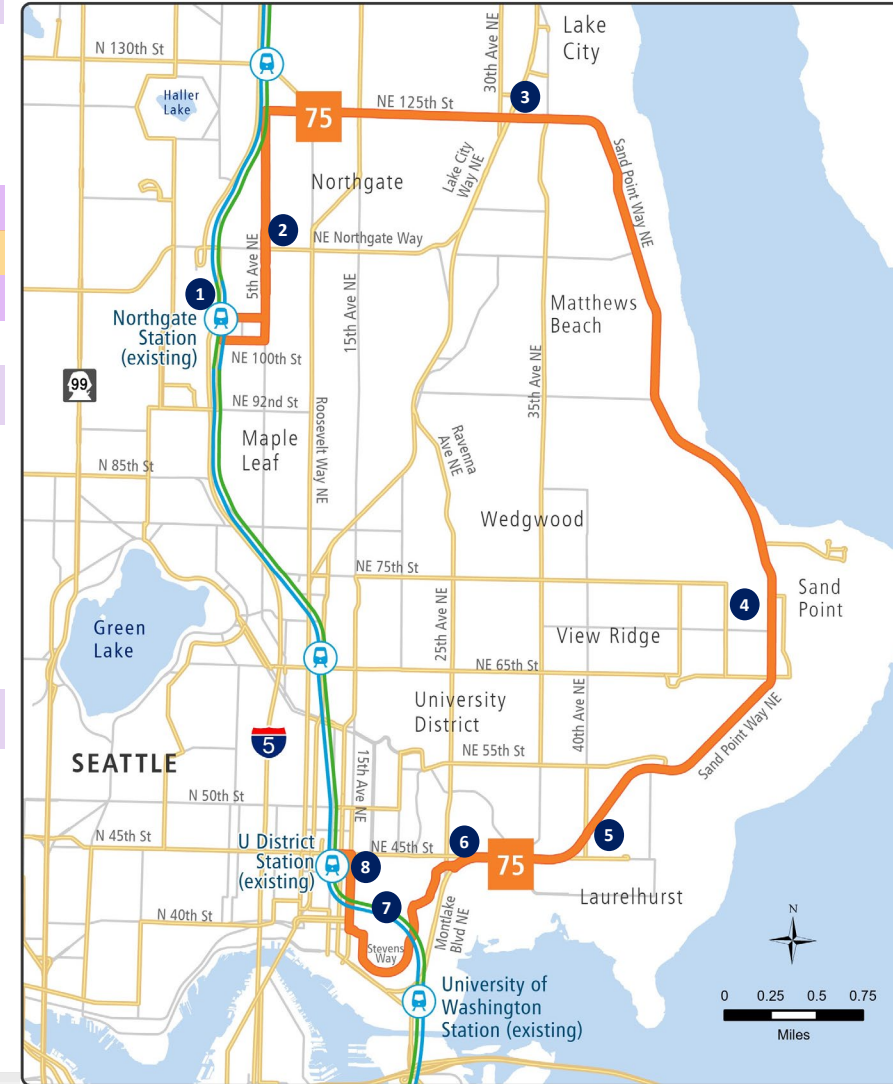 Lake
City
30th Ave NE
N 130th St
Haller
Lake
3
NE 125th St
75
Sand Point Way NE
Lake City
Way NE
Northgate
2
NE Northgate Way
5th Ave NE
1
Northgate
Station
(existing)
15th Ave NE
Matthews
Beach
NE 100th St
99
35th Ave NE
NE 92nd St
Roosevelt Way NE
Maple
Leaf
Ravenna
Ave NE
N 85th St
Wedgwood
NE 75th St
Sand
Point
4
25th Ave NE
Green
Lake
View Ridge
NE 65th St
40th Ave NE
University
District
Sand Point Way NE
5
SEATTLE
NE 55th St
15th Ave NE
N 50th St
N 45th St
U District
Station
(existing)
8
NE 45th St
6
75
5
Laurelhurst
7
N 40th St
Montlake
Blvd NE
Stevens
Way
N
University of
Washington
Station (existing)
0 0.25 0.5 0.75
Miles